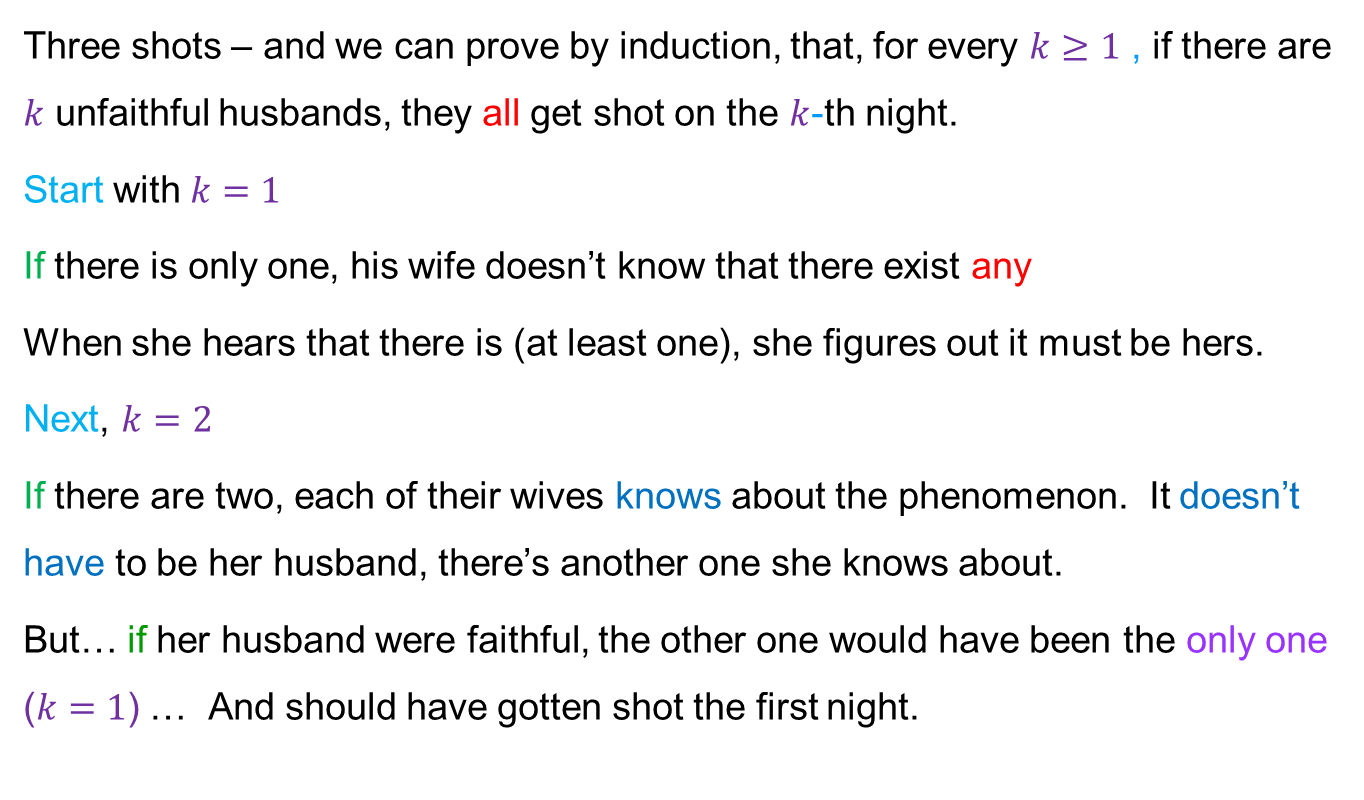 Three shots – and we can prove by induction, that, for every k ≥ 1 , if there are
k unfaithful husbands, they all get shot on the k-th night.
Start with k = 1
If there is only one, his wife doesn’t know that there exist any
When she hears that there is (at least one), she figures out it must be hers.
Next, k = 2
If there are two, each of their wives knows about the phenomenon.  It doesn’t
have to be her husband, there’s another one she knows about.
But… if her husband were faithful, the other one would have been the only one
(k = 1) …  And should have gotten shot the first night.